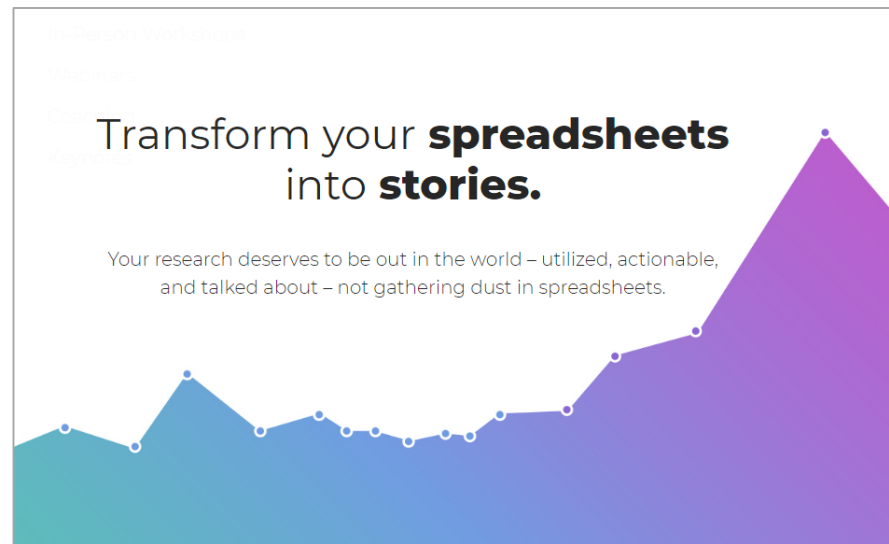 Transform your spreadsheets
into stories.
Your research deserves to be out in the world – utilized, actionable,
and talked about – not gathering dust in spreadsheets.